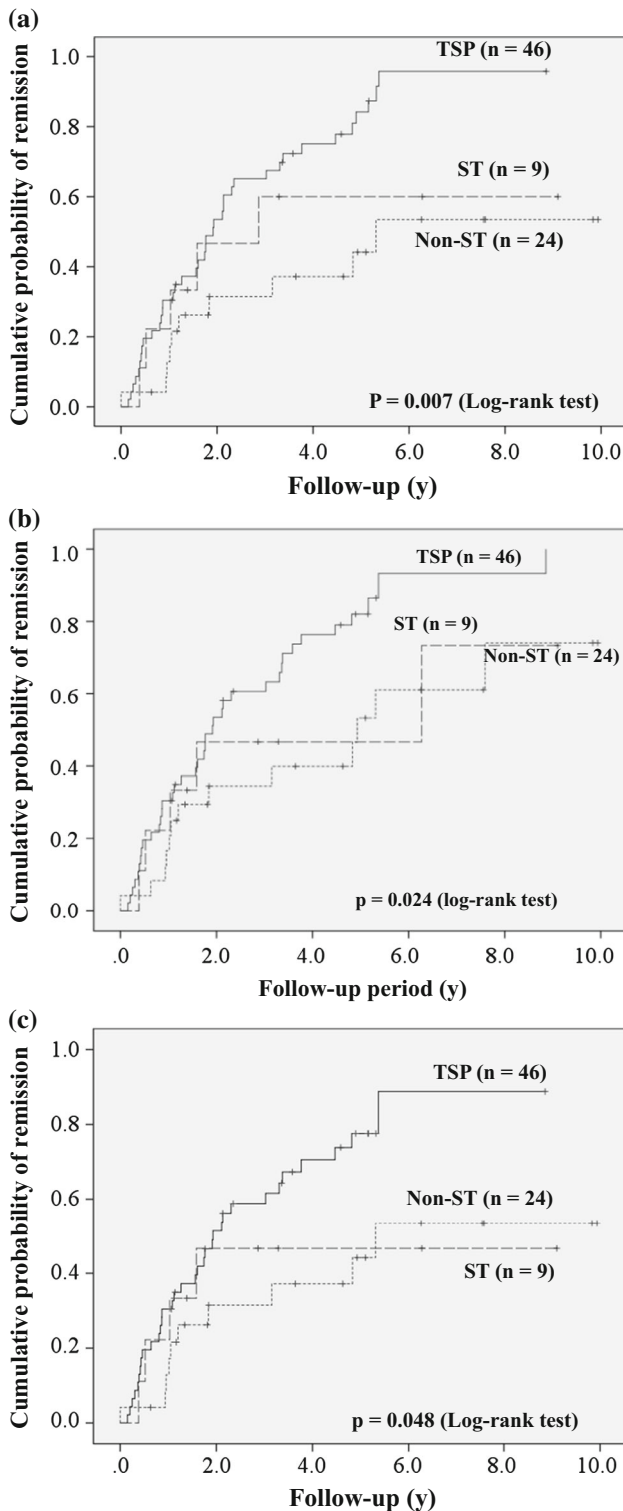 (a)
Cumulative probability of remission
1.0
0.8
0.6
0.4
0.2
0.0
TSP (n = 46)
ST (n = 9)
Non-ST (n = 24)
P = 0.007 (Log-rank test)
.0 2.0 4.0 6.0 8.0 10.0
Follow-up (y)
(b)
Cumulative probability of remission
1.0
0.8
0.6
0.4
0.2
0.0
TSP (n = 46)
ST (n = 9)
Non-ST (n = 24)
p = 0.024 (log-rank test)
.0 2.0 4.0 6.0 8.0 10.0
Follow-up period (y)
(c)
Cumulative probability of remission
1.0
0.8
0.6
0.4
0.2
0.0
TSP (n = 46)
Non-ST (n = 24)
ST (n = 9)
p = 0.048 (Log-rank test)
.0 2.0 4.0 6.0 8.0 10.0
Follow-up (y)